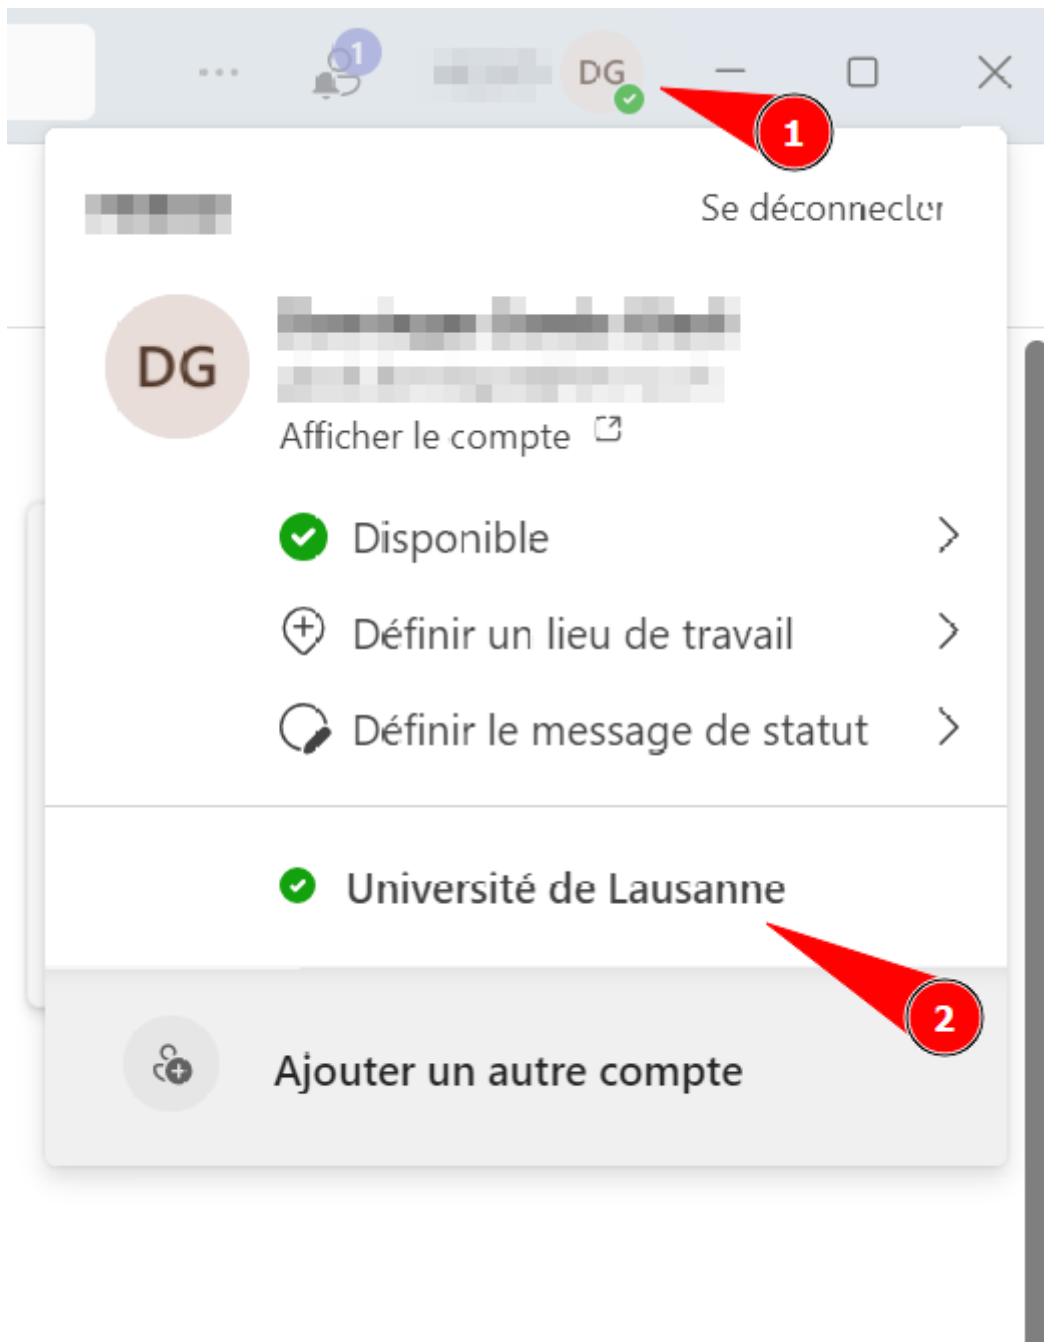 1
DG
1
Se déconnecter
DG
Afficher le compte
Disponible
Définir un lieu de travail
Définir le message de statut
Université de Lausanne
2
Ajouter un autre compte